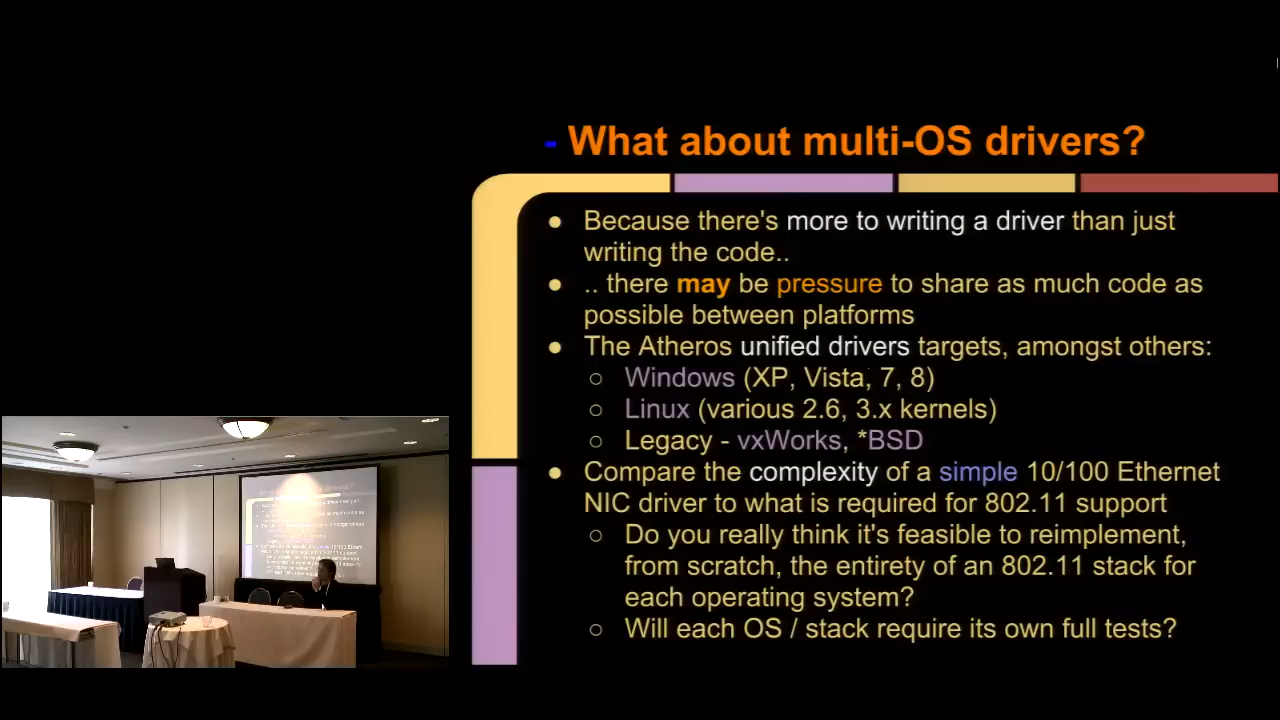 - What about multi-OS drivers?
● Because there's more to writing a driver than just
writing the code..
● .. there may be pressure to share as much code as
possible between platforms
● The Atheros unified drivers targets, amongst others:
○ Windows (XP, Vista, 7, 8)
○ Linux (various 2.6, 3.x kernels)
○ Legacy - vxWorks, *BSD
● Compare the complexity of a simple 10/100 Ethernet
NIC driver to what is required for 802.11 support
○ Do you really think it's feasible to reimplement,
from scratch, the entirety of an 802.11 stack for
each operating system?
○ Will each OS / stack require its own full tests?